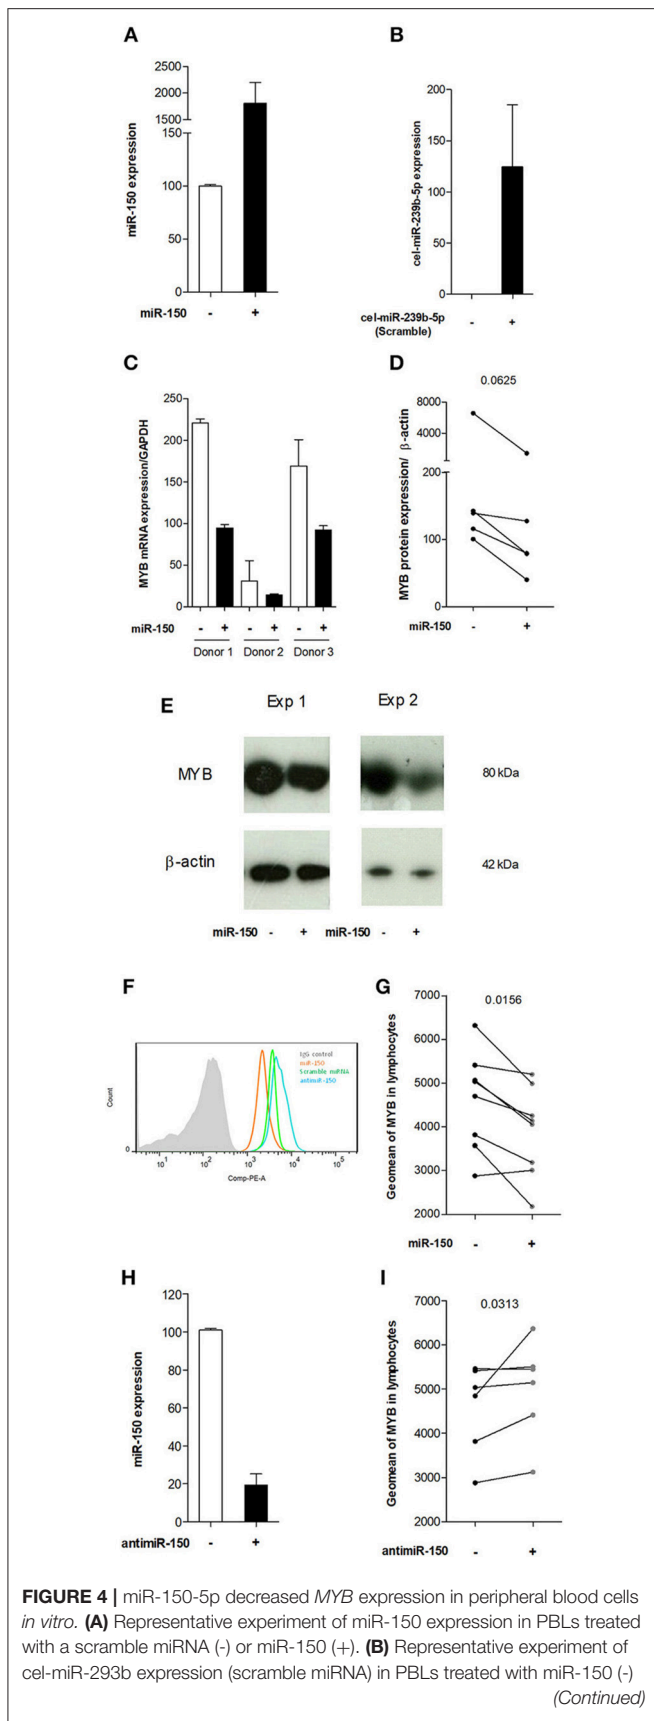 A
miR-150 expression
2500
2000
1500
150
100
50
0
miR-150 - +
B
cel-miR-239b-5p expression
200
150
100
50
0
cel-miR-239b-5p - +
(Scramble)
C
MYB mRNA expression/GAPDH
250
200
150
100
50
0
miR-150 - + - + - +
Donor 1 Donor 2 Donor 3
D
0.0625
MYB protein expression/ β-actin
8000
4000
200
100
0
miR-150 - +
E
Exp 1 Exp 2
MYB 80 kDa
β-actin 42 kDa
miR-150 - + miR-150 - +
F
Count
0
IgG control
miR-150
Scramble miRNA
antimiR-150
10¹ 10² 10³ 10⁴ 10⁵
Comp-PE-A
G
0.0156
Geomean of MYB in lymphocytes
7000
6000
5000
4000
3000
2000
miR-150 - +
H
miR-150 expression
120
100
80
60
40
20
0
antimiR-150 - +
I
0.0313
Geomean of MYB in lymphocytes
7000
6000
5000
4000
3000
2000
antimiR-150 - +
FIGURE 4 | miR-150-5p decreased MYB expression in peripheral blood cells
in vitro. (A) Representative experiment of miR-150 expression in PBLs treated
with a scramble miRNA (-) or miR-150 (+). (B) Representative experiment of
cel-miR-293b expression (scramble miRNA) in PBLs treated with miR-150 (-)
(Continued)